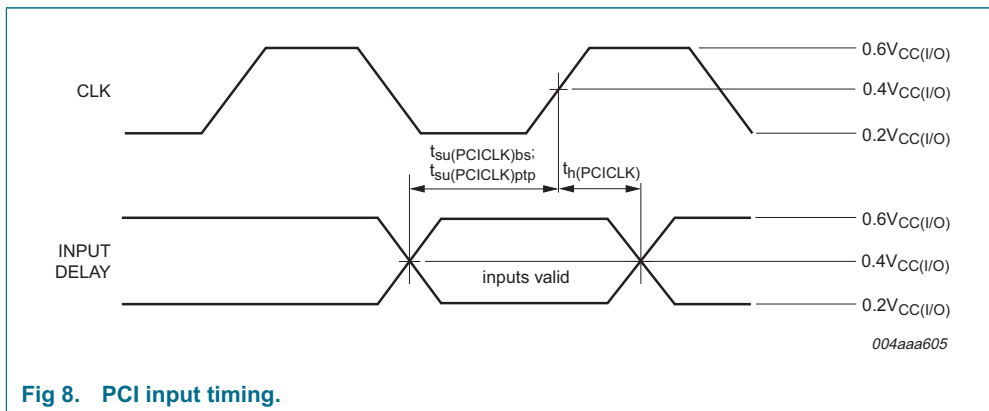 CLK
0.6VCC(I/O)
0.4VCC(I/O)
0.2VCC(I/O)
tsu(PCICLK)bs;
tsu(PCICLK)ptp
th(PCICLK)
INPUT
DELAY
inputs valid
0.6VCC(I/O)
0.4VCC(I/O)
0.2VCC(I/O)
004aaa605
Fig 8. PCI input timing.